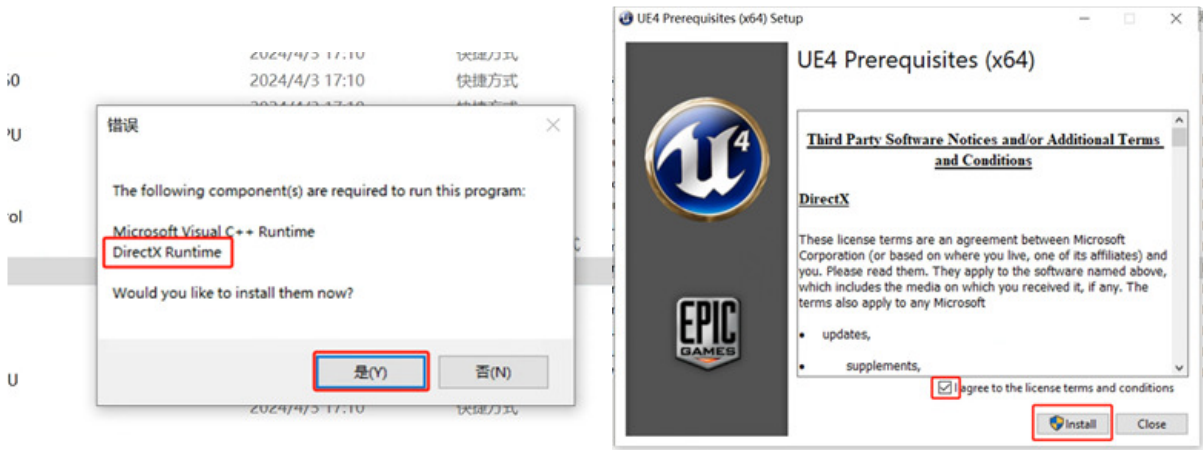 2024/4/3 17:10 快捷方式
2024/4/3 17:10 快捷方式
错误
The following component(s) are required to run this program:
Microsoft Visual C++ Runtime
DirectX Runtime
Would you like to install them now?
是(Y) 否(N)
U
2024/4/3 17:10 快捷方式
UE4 Prerequisites (x64) Setup
UE4 Prerequisites (x64)
4
EPIC
GAMES
Third Party Software Notices and/or Additional Terms
and Conditions
DirectX
These license terms are an agreement between Microsoft
Corporation (or based on where you live, one of its affiliates) and
you. Please read them. They apply to the software named above,
which includes the media on which you received it, if any. The
terms also apply to any Microsoft
• updates,
• supplements,
I agree to the license terms and conditions
Install Close